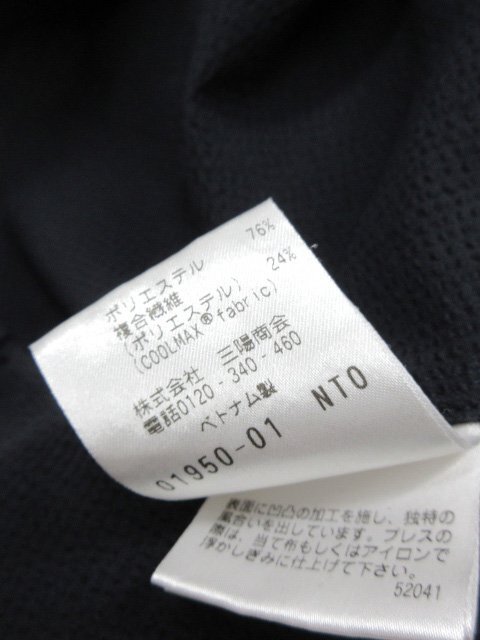 ポリエステル 76%
複合繊維
(ポリエステル) 24%
(COOLMAX®fabric)
株式会社 三陽商会
電話0120-340-460
ベトナム製
01950-01 NTO
表面に凹凸の加工を施し、独特の
風合いを出しています。プレスの
際は、当て布もしくはアイロンで
浮かしぎみに仕上げて下さい。
52041